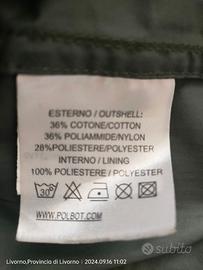 ESTERNO / OUTSHELL:
36% COTONE/COTTON
36% POLIAMMIDE/NYLON
28%POLIESTERE/POLYESTER
INTERNO / LINING
100% POLIESTERE / POLYESTER
30°
WWW.POLBOT.COM
subito
Livorno,Provincia di Livorno | 2024.09.16 11:02